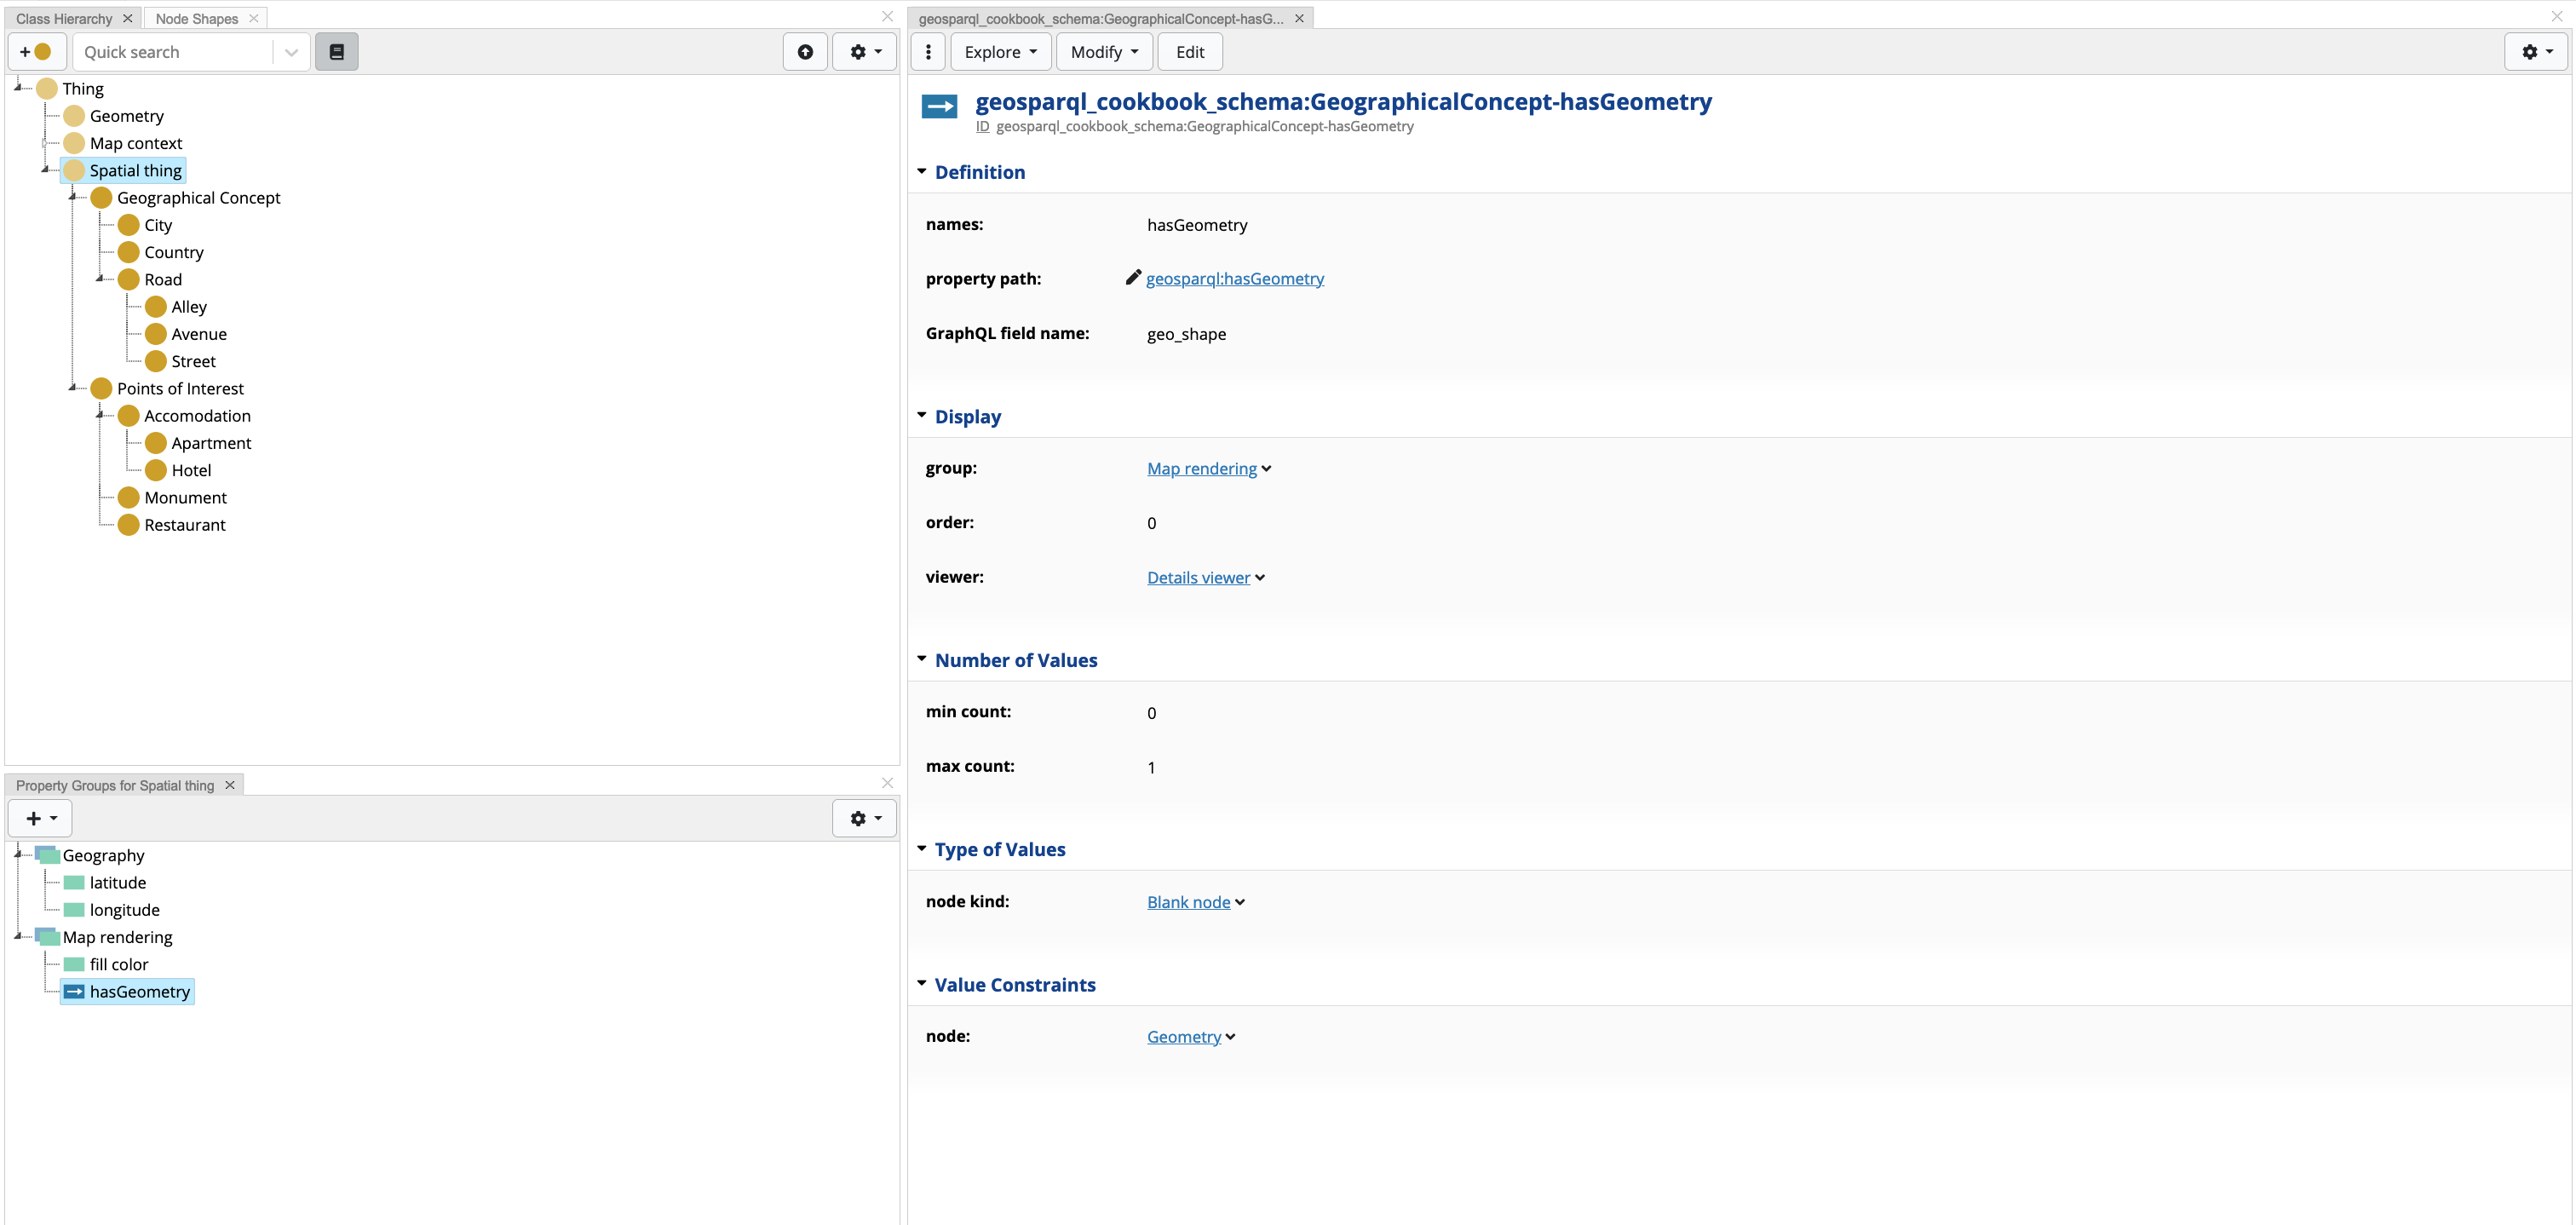 Class Hierarchy
Node Shapes
Quick search
Thing
Geometry
Map context
Spatial thing
Geographical Concept
City
Country
Road
Alley
Avenue
Street
Points of Interest
Accomodation
Apartment
Hotel
Monument
Restaurant
Property Groups for Spatial thing
Geography
latitude
longitude
Map rendering
fill color
hasGeometry
geosparql_cookbook_schema:GeographicalConcept-hasG...
Explore
Modify
Edit
geosparql_cookbook_schema:GeographicalConcept-hasGeometry
ID geosparql_cookbook_schema:GeographicalConcept-hasGeometry
Definition
names: hasGeometry
property path: geosparql:hasGeometry
GraphQL field name: geo_shape
Display
group: Map rendering
order: 0
viewer: Details viewer
Number of Values
min count: 0
max count: 1
Type of Values
node kind: Blank node
Value Constraints
node: Geometry